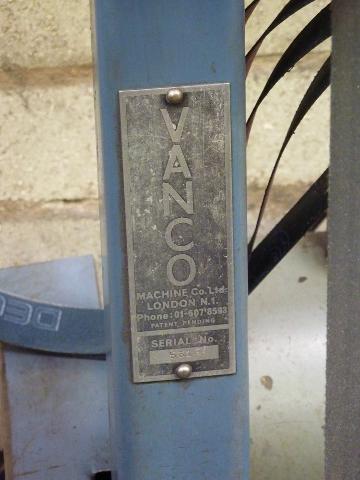 VANCO
MACHINE Co. Ltd.
LONDON N.1.
Phone: 01-607'8593
PATENT PENDING
SERIAL No.